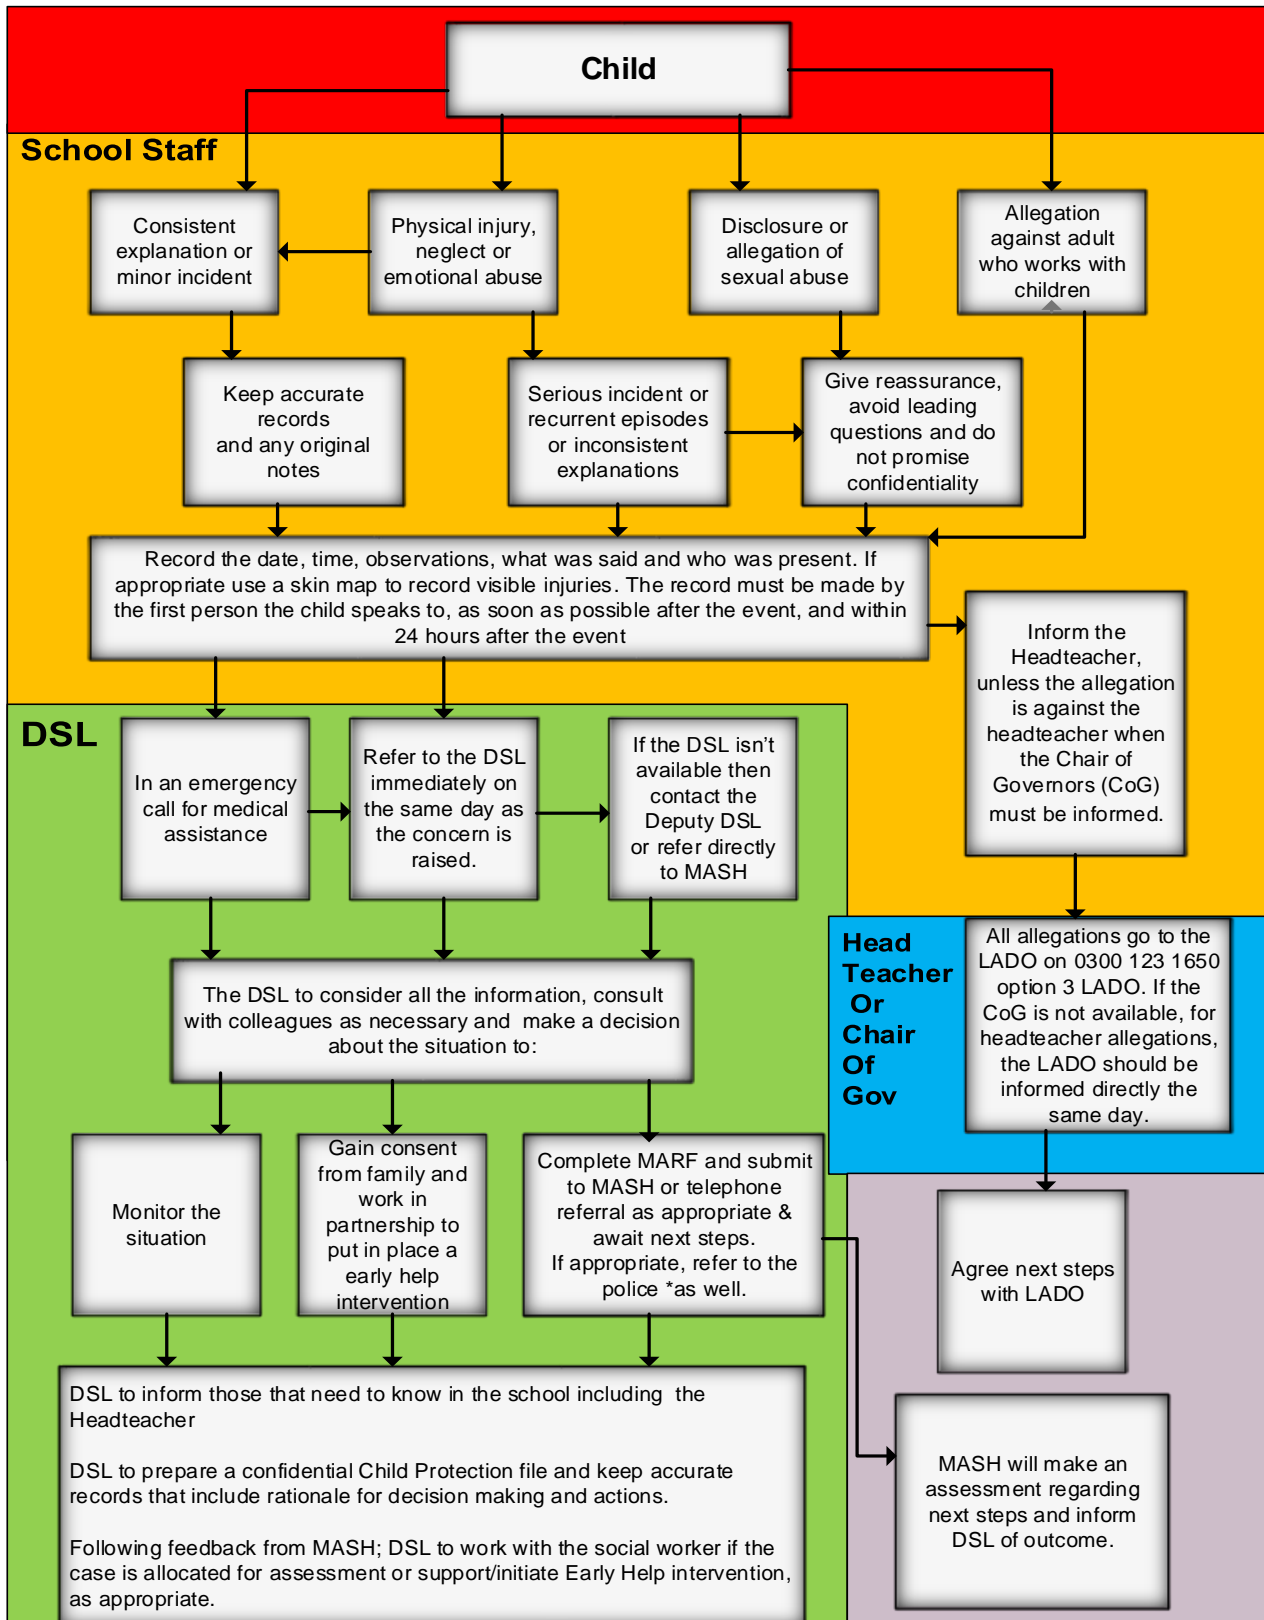 Child
School Staff
Consistent
explanation or
minor incident
Physical injury,
neglect or
emotional abuse
Disclosure or
allegation of
sexual abuse
Allegation
against adult
who works with
children
Keep accurate
records
and any original
notes
Serious incident or
recurrent episodes
or inconsistent
explanations
Give reassurance,
avoid leading
questions and do
not promise
confidentiality
Record the date, time, observations, what was said and who was present. If
appropriate use a skin map to record visible injuries. The record must be made by
the first person the child speaks to, as soon as possible after the event, and within
24 hours after the event
Inform the
Headteacher,
unless the allegation
is against the
headteacher when
the Chair of
Governors (CoG)
must be informed.
DSL
In an emergency
call for medical
assistance
Refer to the DSL
immediately on
the same day as
the concern is
raised.
If the DSL isn't
available then
contact the
Deputy DSL
or refer directly
to MASH
Head
Teacher
Or
Chair
Of
Gov
All allegations go to the
LADO on 0300 123 1650
option 3 LADO. If the
CoG is not available, for
headteacher allegations,
the LADO should be
informed directly the
same day.
The DSL to consider all the information, consult
with colleagues as necessary and make a decision
about the situation to:
Monitor the
situation
Gain consent
from family and
work in
partnership to
put in place a
early help
intervention
Complete MARF and submit
to MASH or telephone
referral as appropriate &
await next steps.
If appropriate, refer to the
police *as well.
Agree next steps
with LADO
DSL to inform those that need to know in the school including the
Headteacher
DSL to prepare a confidential Child Protection file and keep accurate
records that include rationale for decision making and actions.
Following feedback from MASH; DSL to work with the social worker if the
case is allocated for assessment or support/initiate Early Help intervention,
as appropriate.
MASH will make an
assessment regarding
next steps and inform
DSL of outcome.